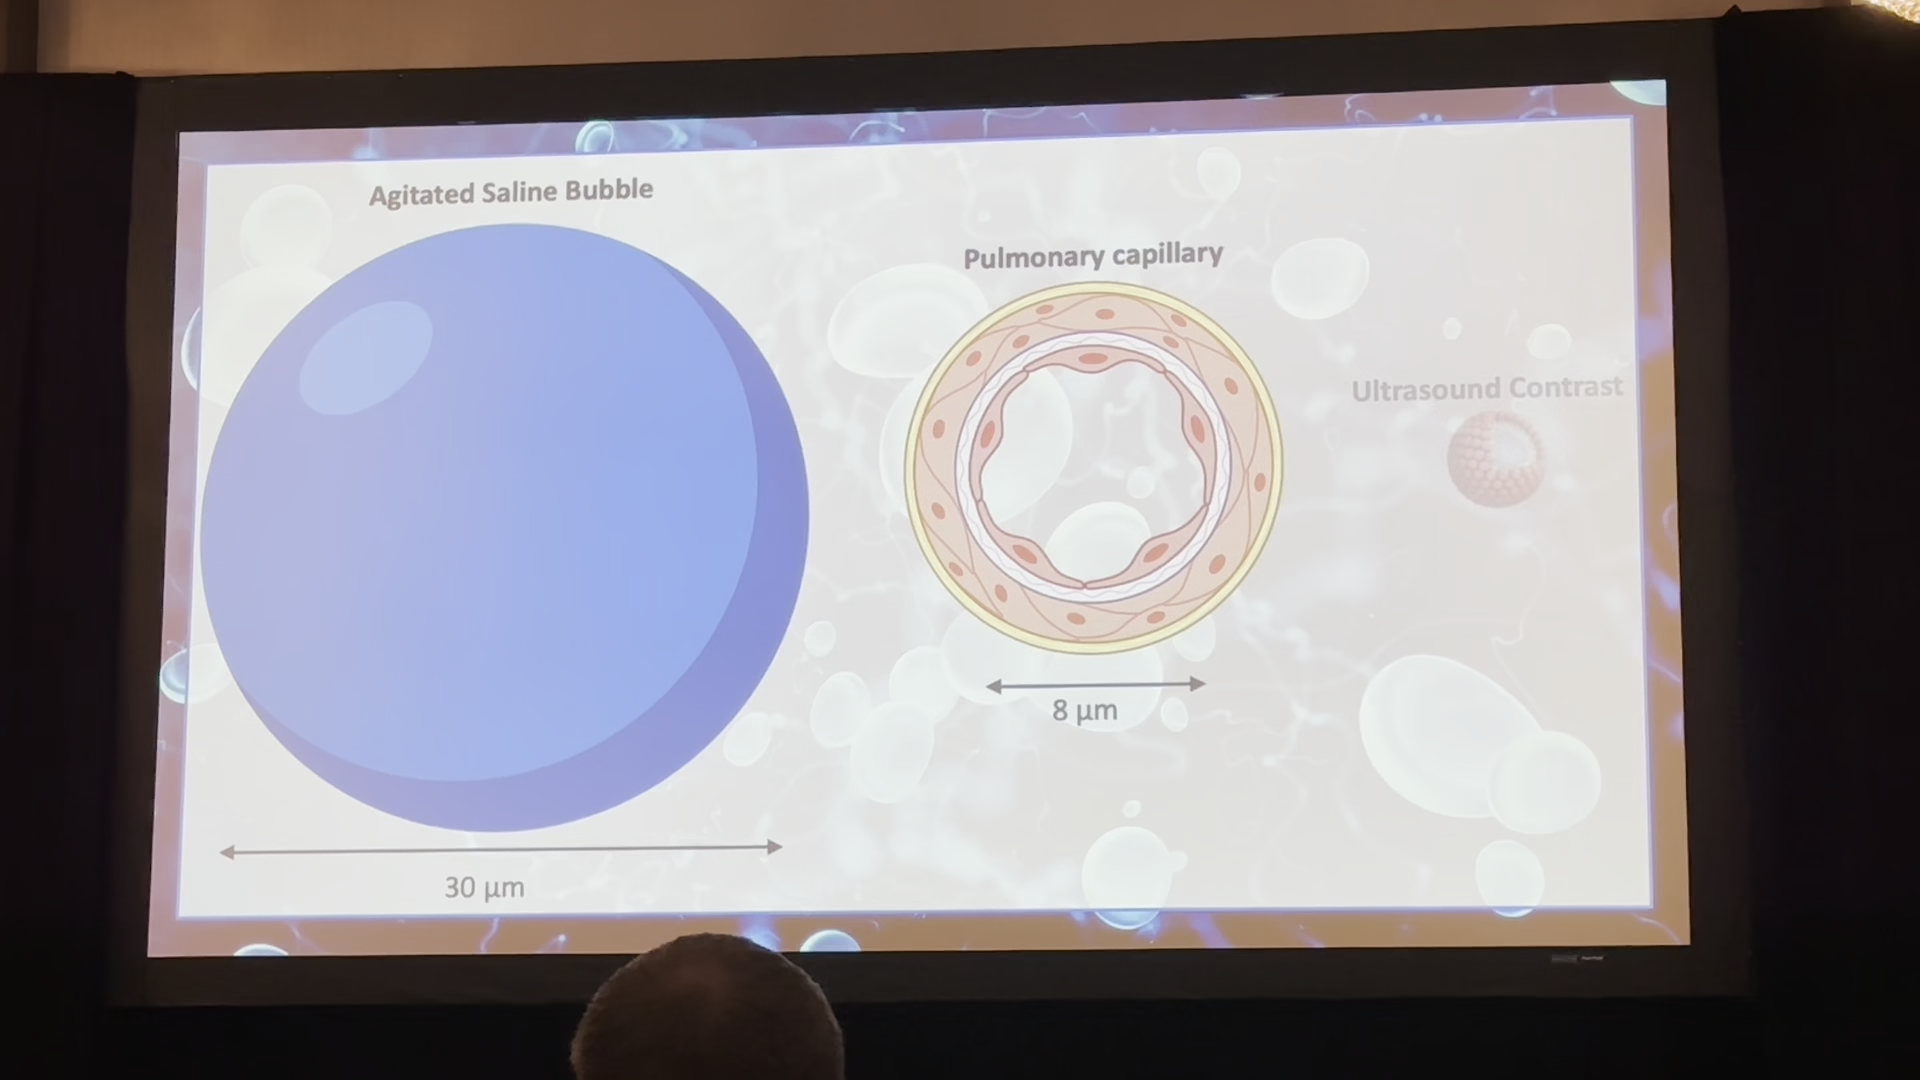 Agitated Saline Bubble
Pulmonary capillary
Ultrasound Contrast
8 μm
30 μm